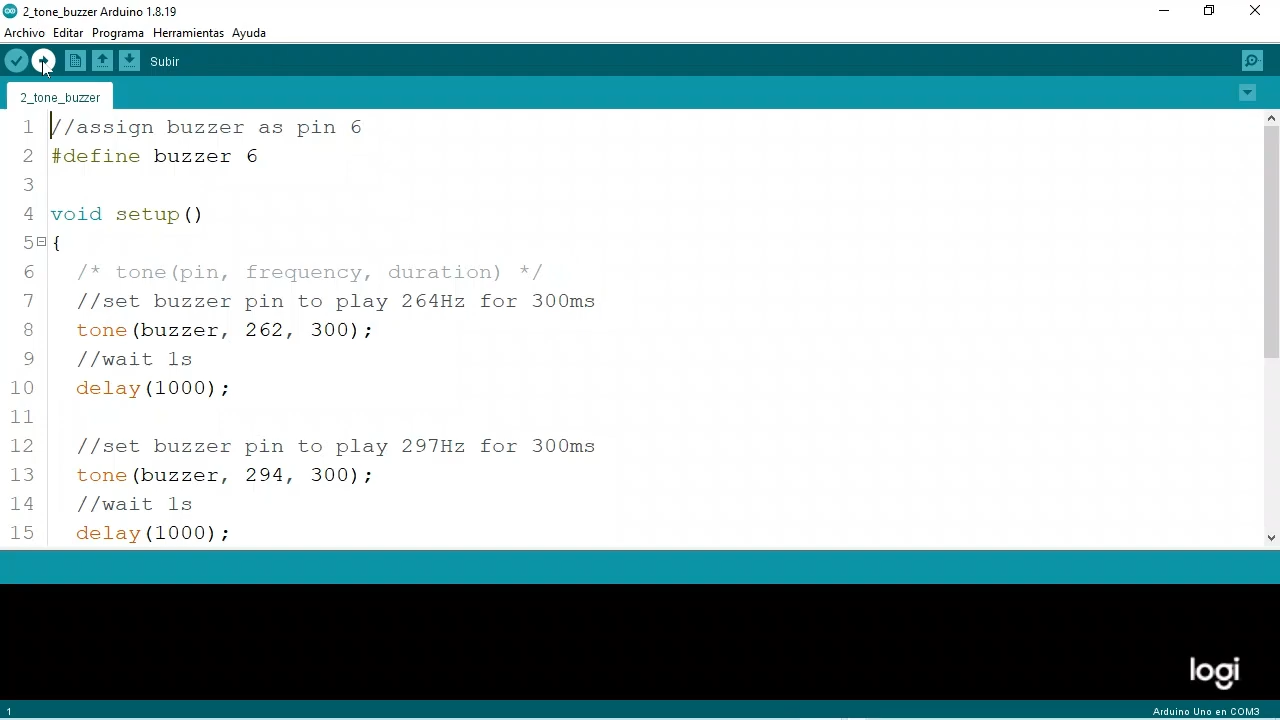 2_tone_buzzer Arduino 1.8.19
Archivo Editar Programa Herramientas Ayuda
Subir
2_tone_buzzer
1 //assign buzzer as pin 6
2 #define buzzer 6
3
4 void setup()
5 {
6 /* tone(pin, frequency, duration) */
7 //set buzzer pin to play 264Hz for 300ms
8 tone(buzzer, 262, 300);
9 //wait 1s
10 delay(1000);
11
12 //set buzzer pin to play 297Hz for 300ms
13 tone(buzzer, 294, 300);
14 //wait 1s
15 delay(1000);
logi
1 Arduino Uno en COM3